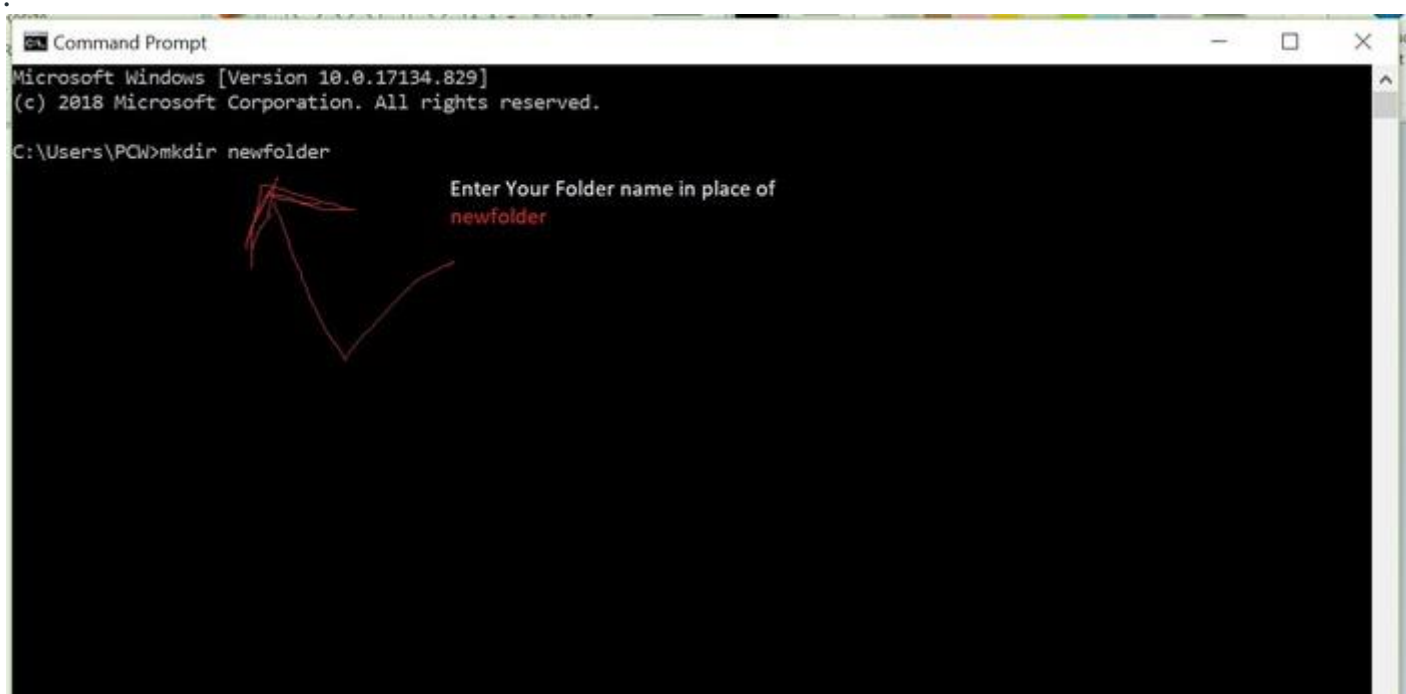 Command Prompt
Microsoft Windows [Version 10.0.17134.829]
(c) 2018 Microsoft Corporation. All rights reserved.
C:\Users\PCW>mkdir newfolder
Enter Your Folder name in place of
newfolder